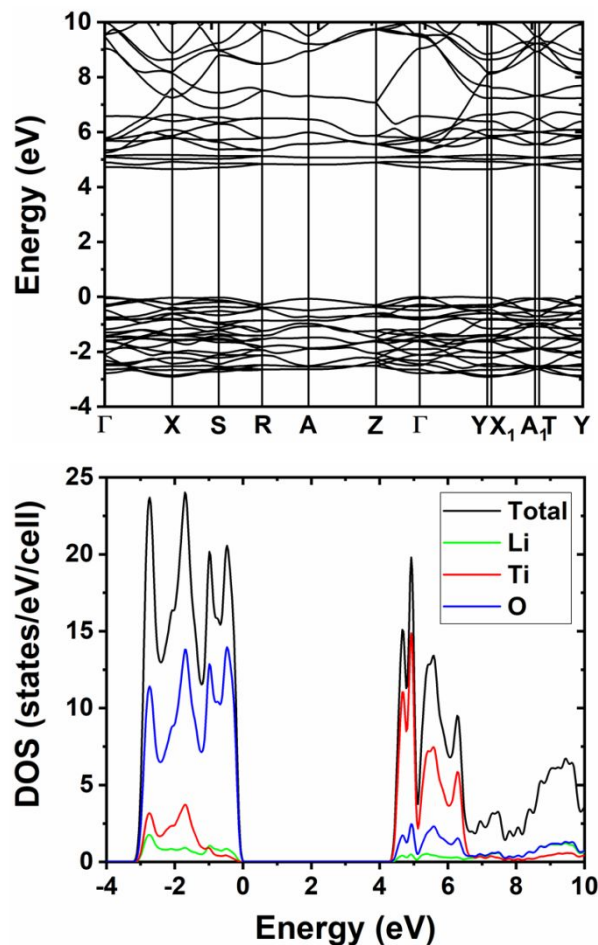 10
8
6
4
2
0
-2
-4
Energy (eV)
Γ X S R A Z Γ Y X₁ A₁ T Y
25
20
15
10
5
0
DOS (states/eV/cell)
Total
Li
Ti
O
-4 -2 0 2 4 6 8 10
Energy (eV)